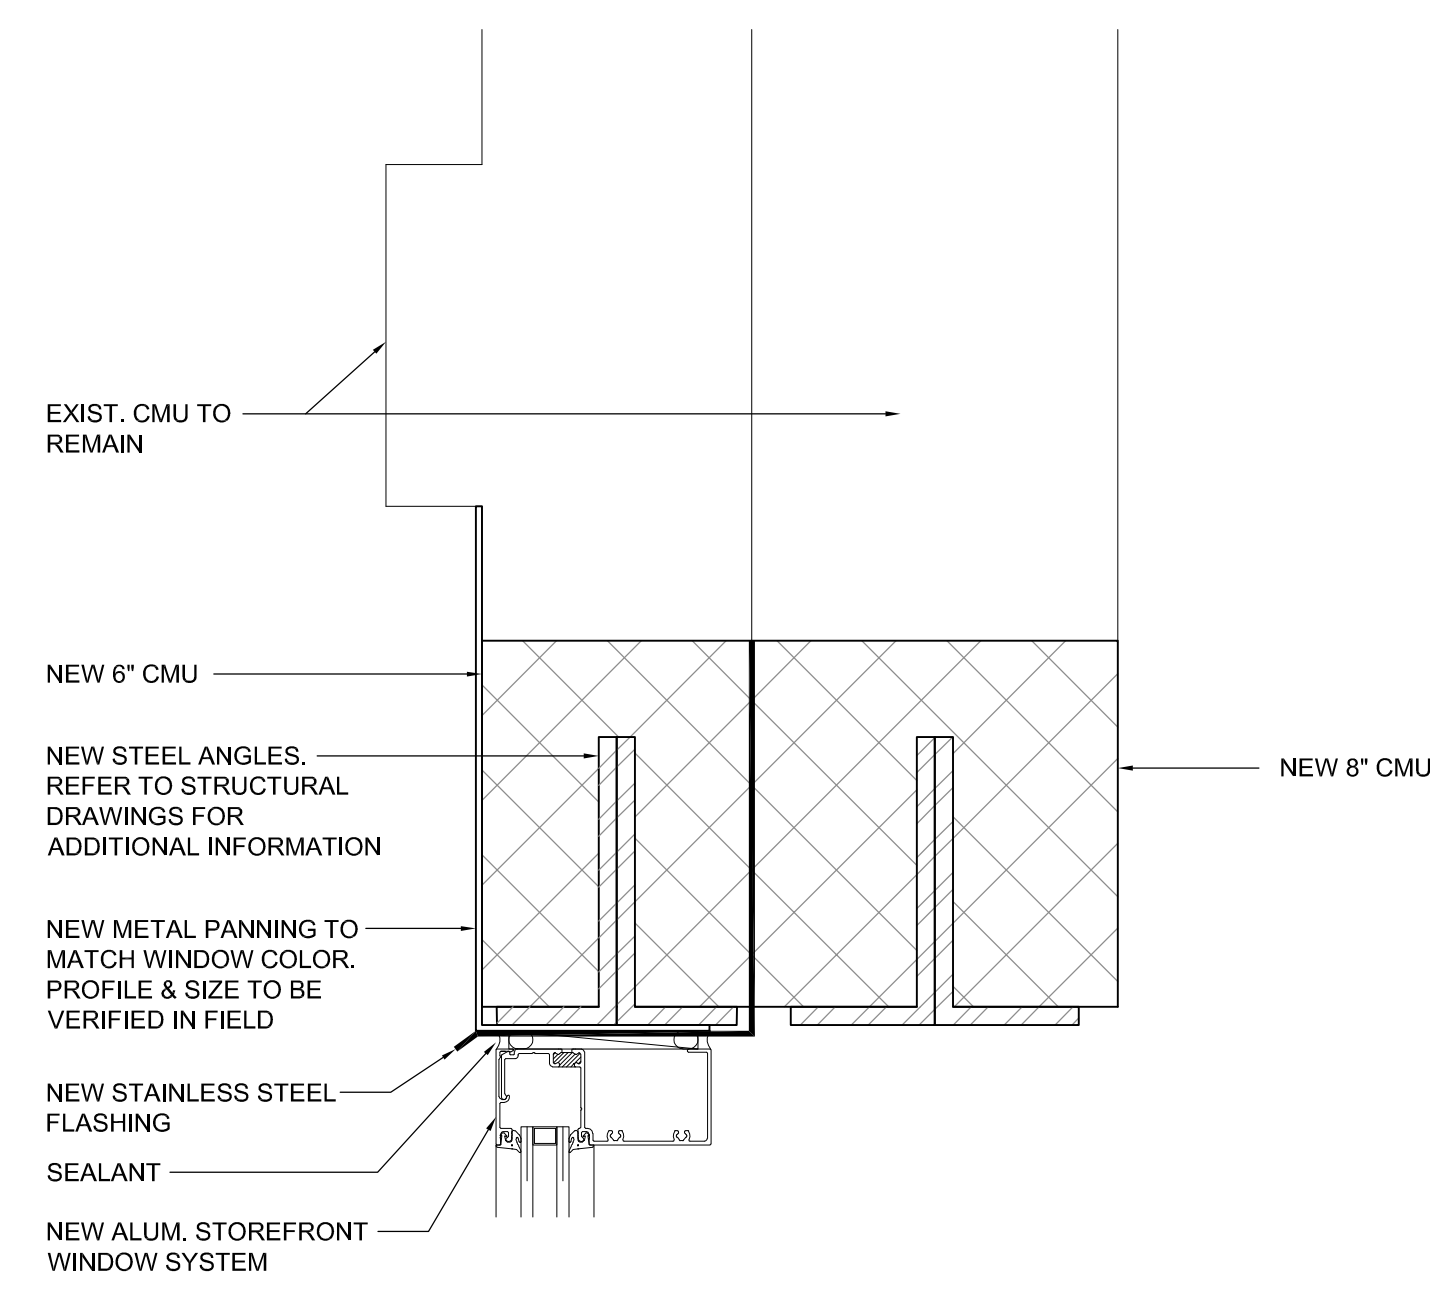 EXIST. CMU TO
REMAIN
NEW 6" CMU
NEW STEEL ANGLES.
REFER TO STRUCTURAL
DRAWINGS FOR
ADDITIONAL INFORMATION
NEW 8" CMU
NEW METAL PANNING TO
MATCH WINDOW COLOR.
PROFILE & SIZE TO BE
VERIFIED IN FIELD
NEW STAINLESS STEEL
FLASHING
SEALANT
NEW ALUM. STOREFRONT
WINDOW SYSTEM